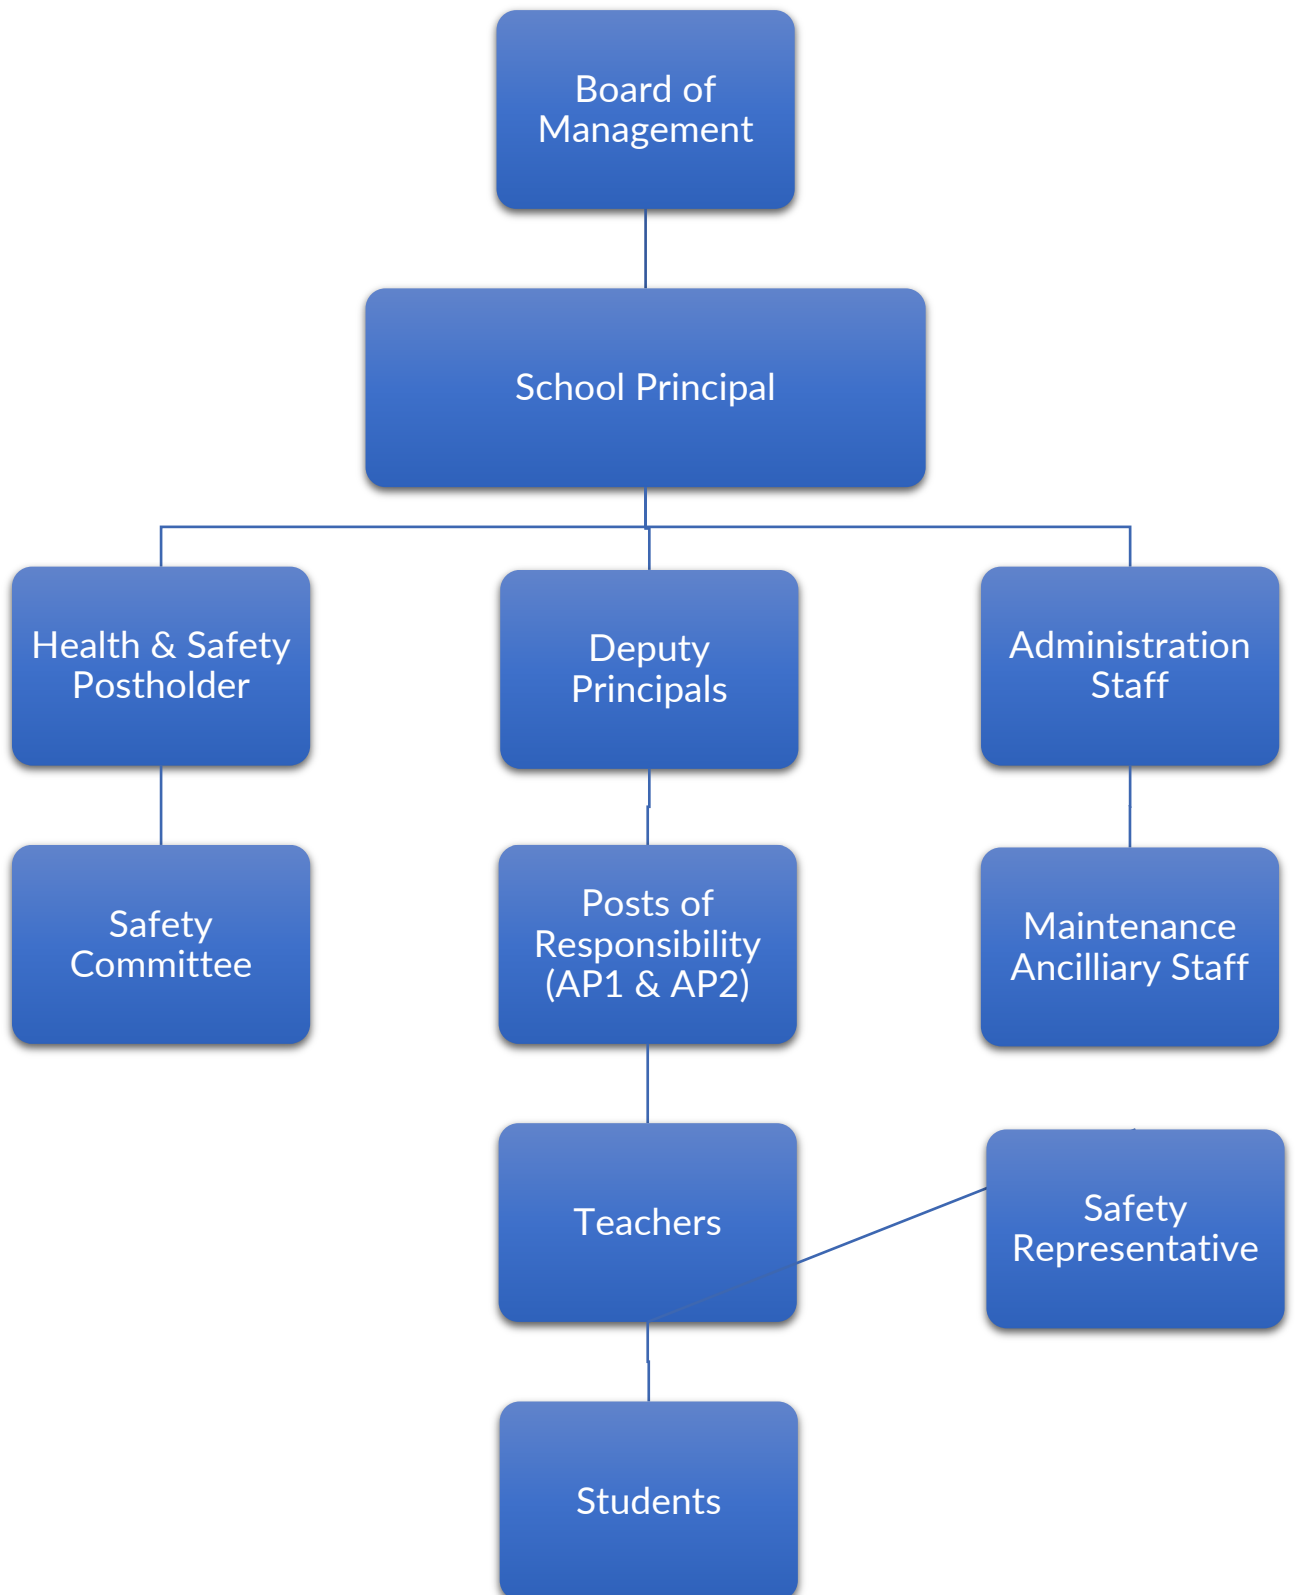 Board of
Management
School Principal
Health & Safety
Postholder
Deputy
Principals
Administration
Staff
Safety
Committee
Posts of
Responsibility
(AP1 & AP2)
Maintenance
Ancilliary Staff
Teachers
Safety
Representative
Students